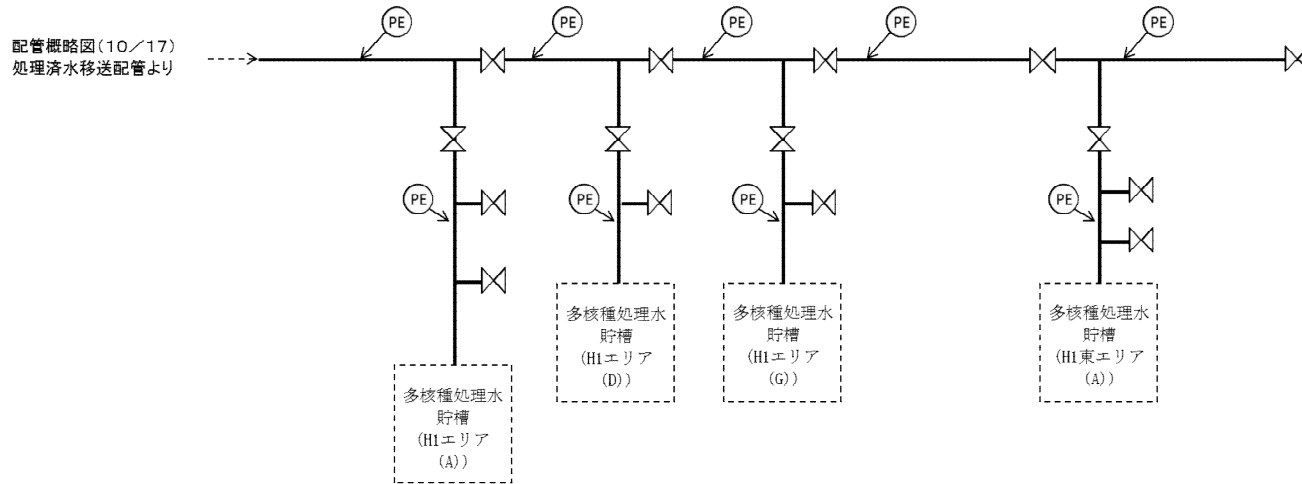 PE
PE
PE
PE
PE
配管概略図(10/17)
処理済水移送配管より
PE
PE
PE
PE
多核種処理水
貯槽
(H1エリア
(D))
多核種処理水
貯槽
(H1エリア
(G))
多核種処理水
貯槽
(H1東エリア
(A))
多核種処理水
貯槽
(H1エリア
(A))